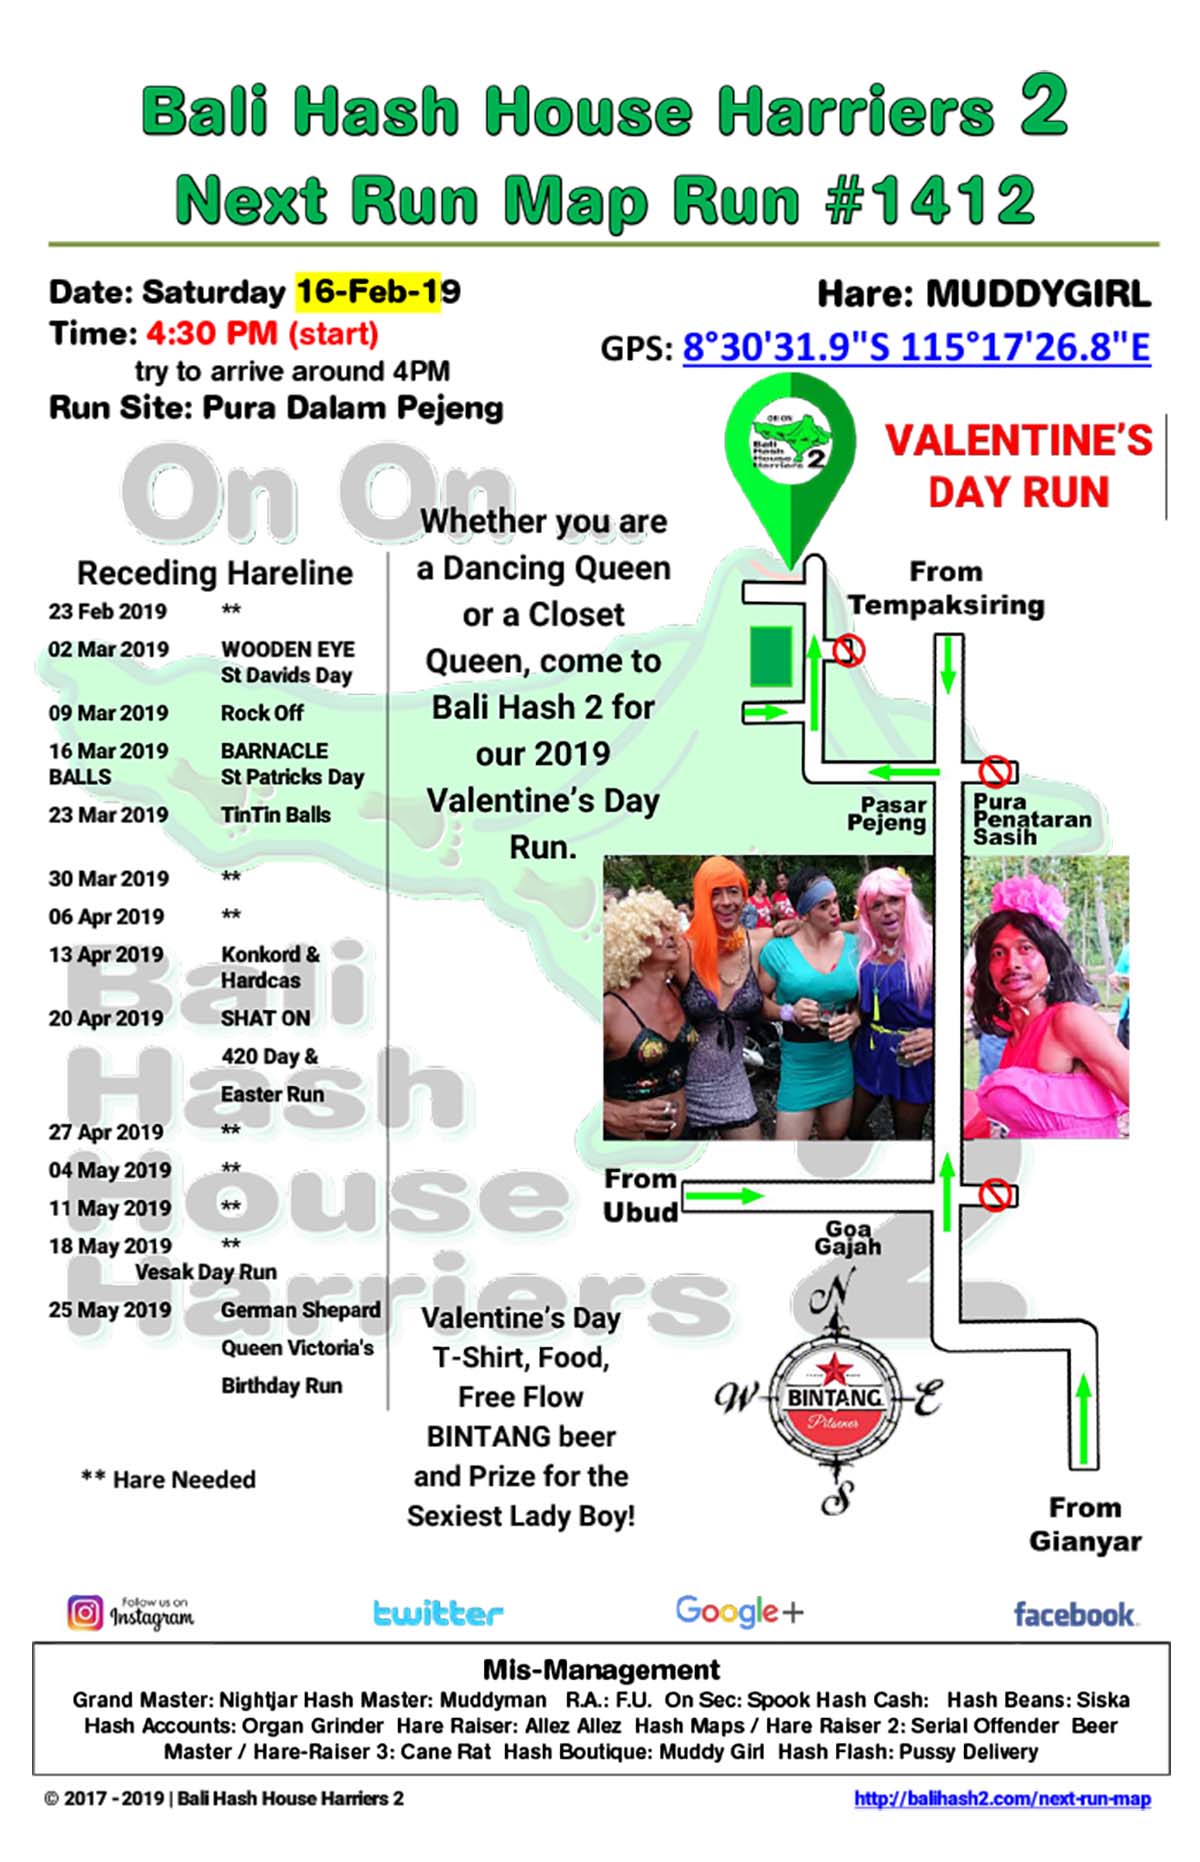 Bali Hash House Harriers 2
Next Run Map Run #1412
Date: Saturday 16-Feb-19
Time: 4:30 PM (start)
try to arrive around 4PM
Run Site: Pura Dalam Pejeng
Hare: MUDDYGIRL
GPS: 8°30'31.9"S 115°17'26.8"E
ON ON
Bali
Hash
House
Harriers 2
VALENTINE'S
DAY RUN
On On ...
Receding Hareline
23 Feb 2019 **
02 Mar 2019 WOODEN EYE
St Davids Day
09 Mar 2019 Rock Off
16 Mar 2019 BARNACLE
BALLS St Patricks Day
23 Mar 2019 TinTin Balls
30 Mar 2019 **
06 Apr 2019 **
13 Apr 2019 Konkord &
Hardcas
20 Apr 2019 SHAT ON
420 Day &
Easter Run
27 Apr 2019 **
04 May 2019 **
11 May 2019 **
18 May 2019 **
Vesak Day Run
25 May 2019 German Shepard
Queen Victoria's
Birthday Run
** Hare Needed
Bali
Hash
House
Harriers 2
Whether you are
a Dancing Queen
or a Closet
Queen, come to
Bali Hash 2 for
our 2019
Valentine's Day
Run.
Valentine's Day
T-Shirt, Food,
Free Flow
BINTANG beer
and Prize for the
Sexiest Lady Boy!
From
Tempaksiring
Pasar
Pejeng
Pura
Penataran
Sasih
From
Ubud
Goa
Gajah
N
W
E
S
BINTANG
Pilsener
From
Gianyar
Follow us on
Instagram
twitter
Google+
facebook
Mis-Management
Grand Master: Nightjar Hash Master: Muddyman R.A.: F.U. On Sec: Spook Hash Cash: Hash Beans: Siska
Hash Accounts: Organ Grinder Hare Raiser: Allez Allez Hash Maps / Hare Raiser 2: Serial Offender Beer
Master / Hare-Raiser 3: Cane Rat Hash Boutique: Muddy Girl Hash Flash: Pussy Delivery
© 2017 - 2019 | Bali Hash House Harriers 2
http://balihash2.com/next-run-map